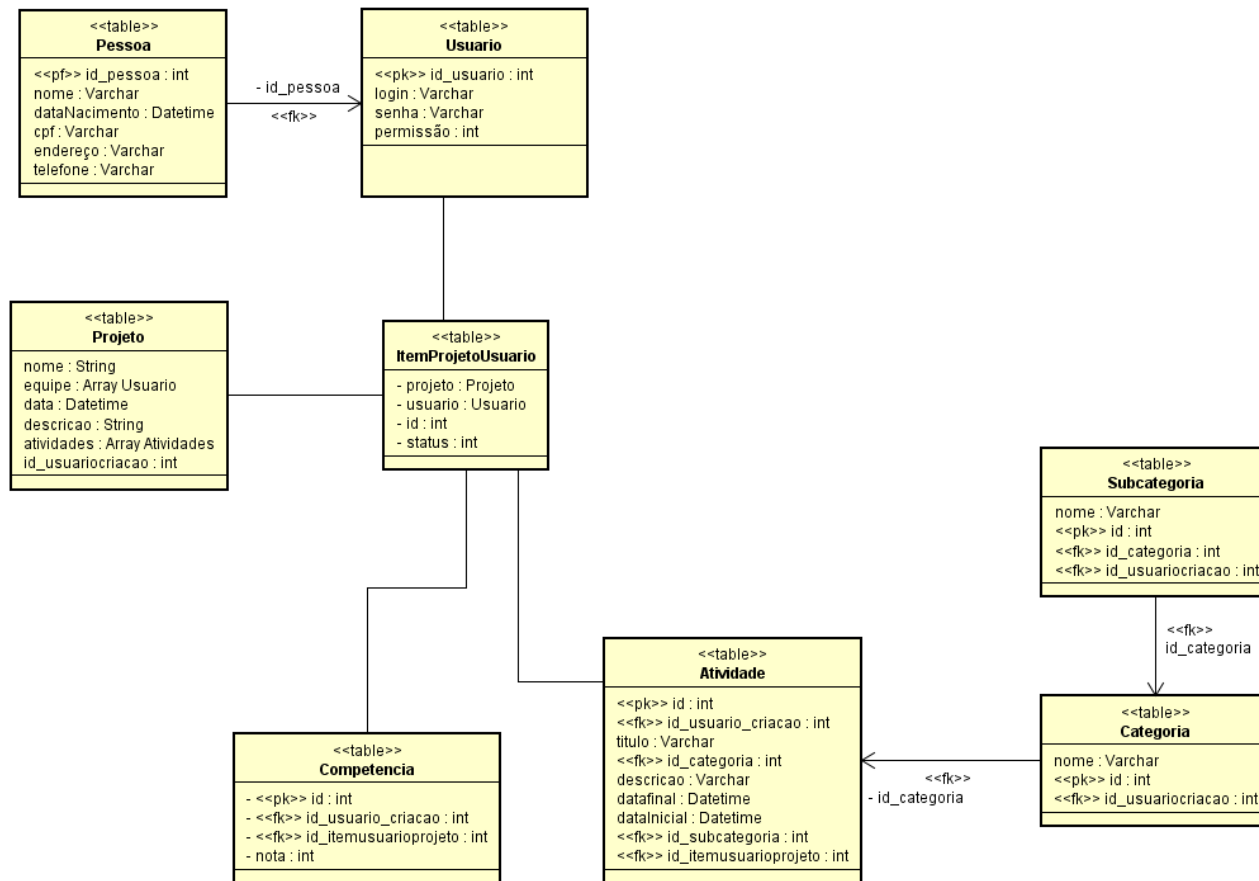 <<table>>
Pessoa
<<pf>> id_pessoa : int
nome : Varchar
dataNacimento : Datetime
cpf : Varchar
endereço : Varchar
telefone : Varchar
- id_pessoa
<<fk>>
<<table>>
Usuario
<<pk>> id_usuario : int
login : Varchar
senha : Varchar
permissão : int
<<table>>
Projeto
nome : String
equipe : Array Usuario
data : Datetime
descricao : String
atividades : Array Atividades
id_usuariocriacao : int
<<table>>
ItemProjetoUsuario
- projeto : Projeto
- usuario : Usuario
- id : int
- status : int
<<table>>
Subcategoria
nome : Varchar
<<pk>> id : int
<<fk>> id_categoria : int
<<fk>> id_usuariocriacao : int
<<fk>>
id_categoria
<<table>>
Competencia
- <<pk>> id : int
- <<fk>> id_usuario_criacao : int
- <<fk>> id_itemusuarioprojeto : int
- nota : int
<<table>>
Atividade
<<pk>> id : int
<<fk>> id_usuario_criacao : int
titulo : Varchar
<<fk>> id_categoria : int
descricao : Varchar
datafinal : Datetime
dataInicial : Datetime
<<fk>> id_subcategoria : int
<<fk>> id_itemusuarioprojeto : int
<<fk>>
- id_categoria
<<table>>
Categoria
nome : Varchar
<<pk>> id : int
<<fk>> id_usuariocriacao : int